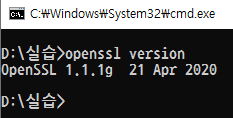 C:₩Windows₩System32₩cmd.exe
D:₩실습>openssl version
OpenSSL 1.1.1g  21 Apr 2020
D:₩실습>